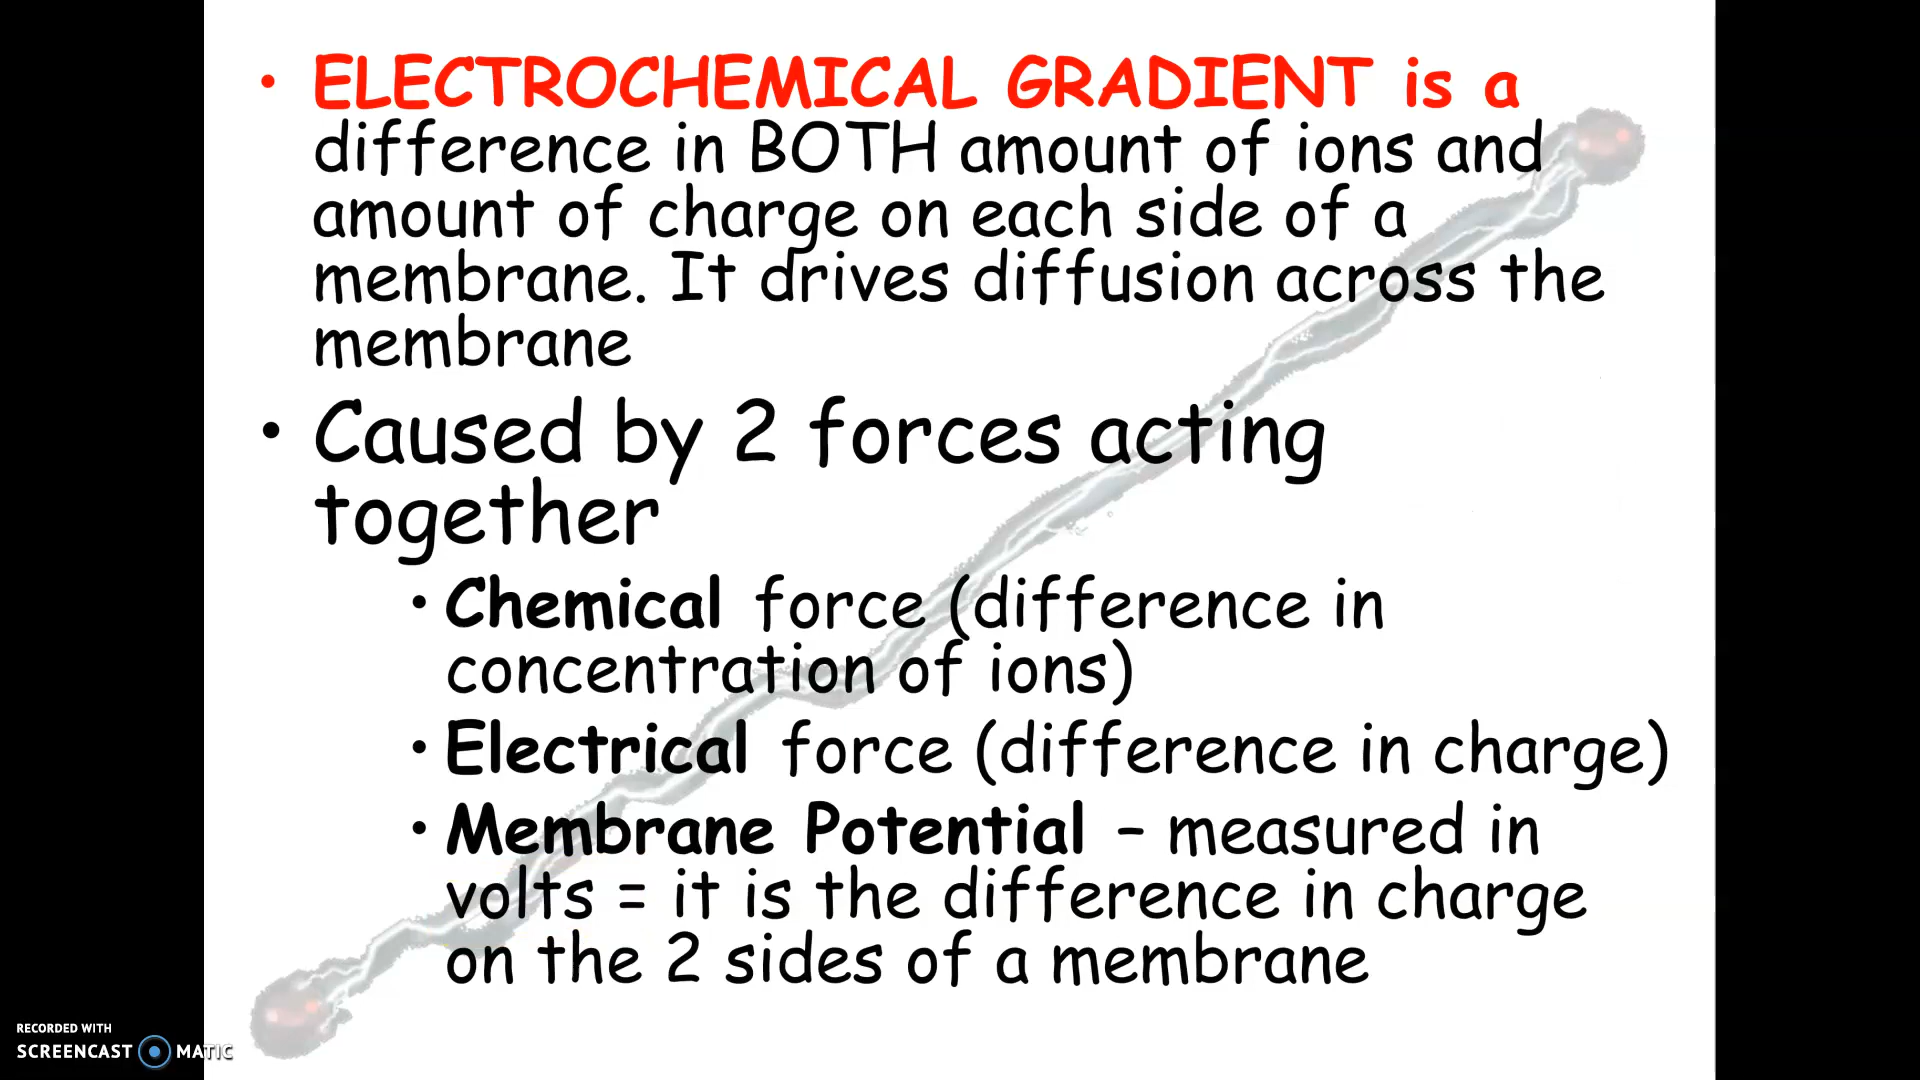 • ELECTROCHEMICAL GRADIENT is a
difference in BOTH amount of ions and
amount of charge on each side of a
membrane. It drives diffusion across the
membrane
• Caused by 2 forces acting
together
• Chemical force (difference in
concentration of ions)
• Electrical force (difference in charge)
• Membrane Potential – measured in
volts = it is the difference in charge
on the 2 sides of a membrane
RECORDED WITH
SCREENCAST MATIC